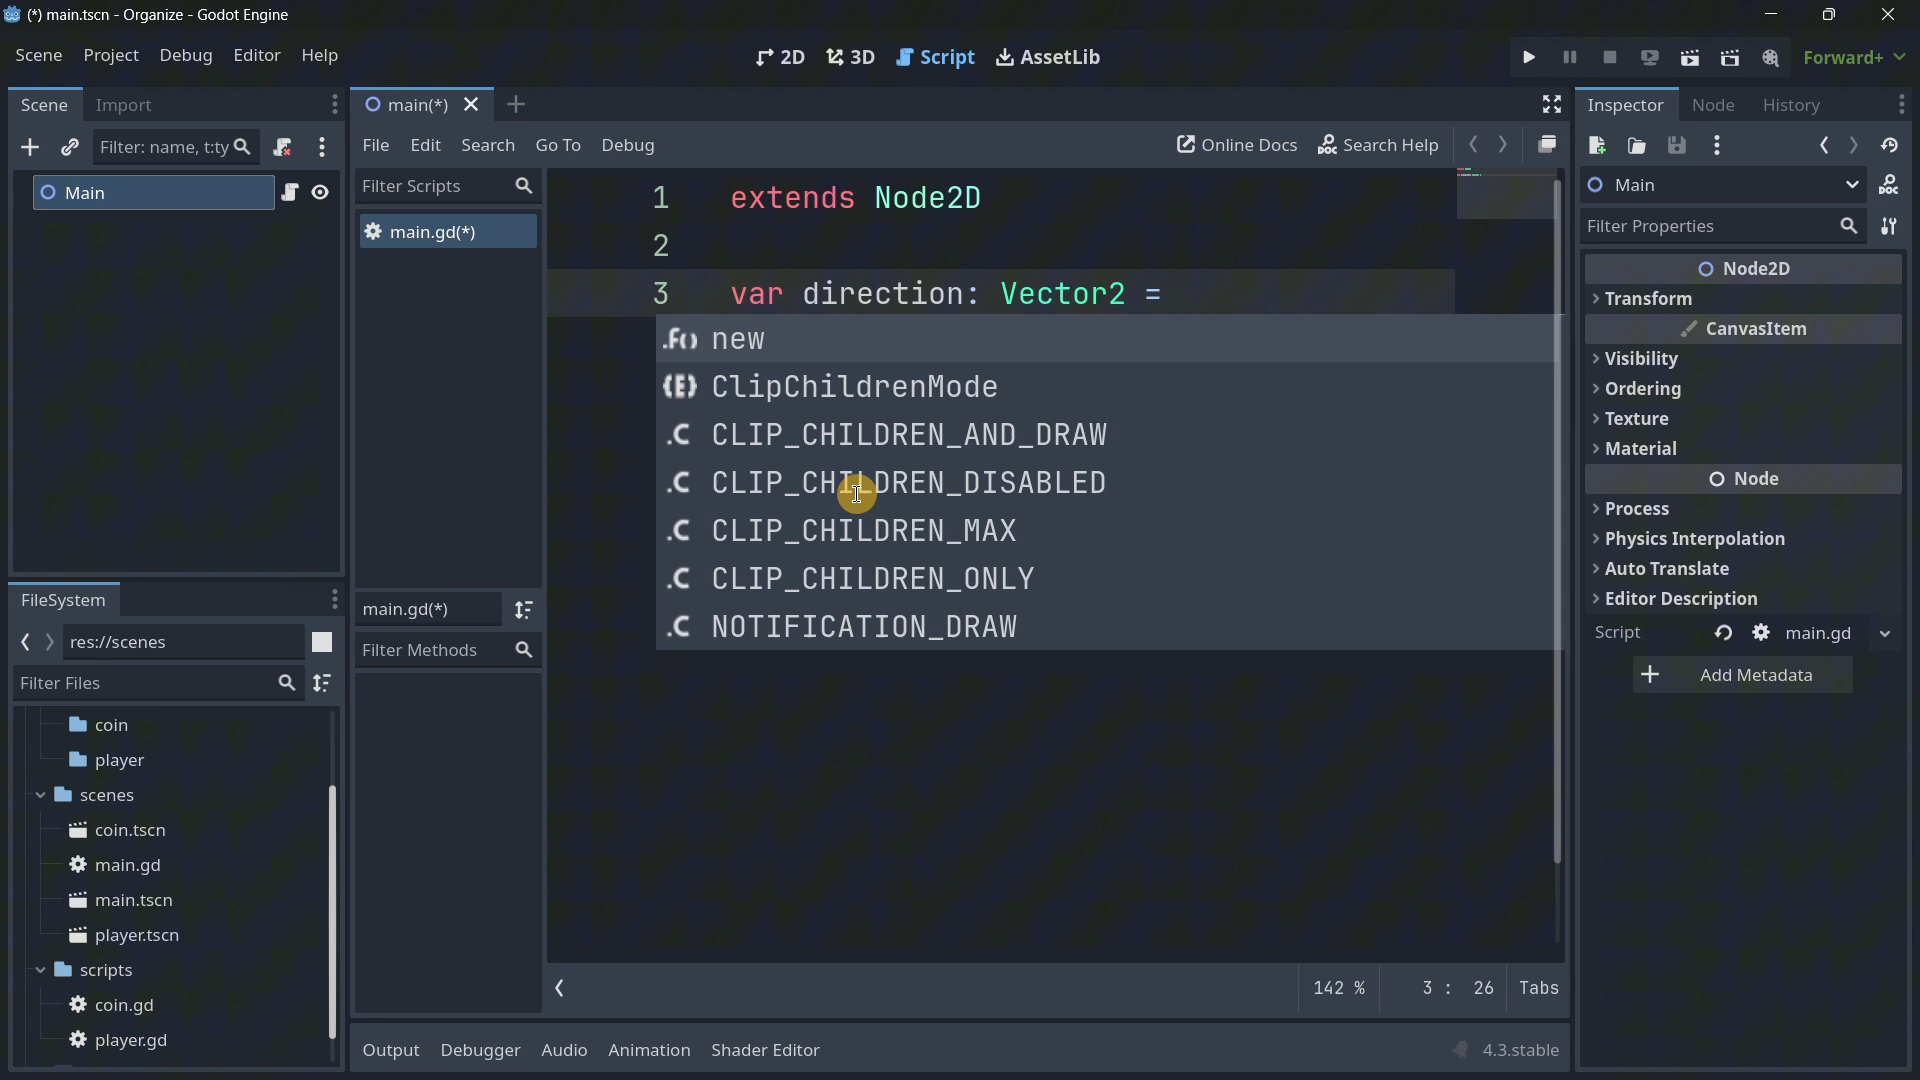 (*) main.tscn - Organize - Godot Engine
Scene Project Debug Editor Help
2D 3D Script AssetLib
Forward+
Scene Import
Filter: name, t:ty
Main
FileSystem
res://scenes
Filter Files
coin
player
scenes
coin.tscn
main.gd
main.tscn
player.tscn
scripts
coin.gd
player.gd
main(*)
File Edit Search Go To Debug
Online Docs Search Help
Filter Scripts
main.gd(*)
main.gd(*)
Filter Methods
1 extends Node2D
2
3 var direction: Vector2 =
.F() new
{E} ClipChildrenMode
.C CLIP_CHILDREN_AND_DRAW
.C CLIP_CHILDREN_DISABLED
.C CLIP_CHILDREN_MAX
.C CLIP_CHILDREN_ONLY
.C NOTIFICATION_DRAW
142 % 3 : 26 Tabs
Output Debugger Audio Animation Shader Editor
4.3.stable
Inspector Node History
Main
DOC
Filter Properties
Node2D
Transform
CanvasItem
Visibility
Ordering
Texture
Material
Node
Process
Physics Interpolation
Auto Translate
Editor Description
Script main.gd
Add Metadata